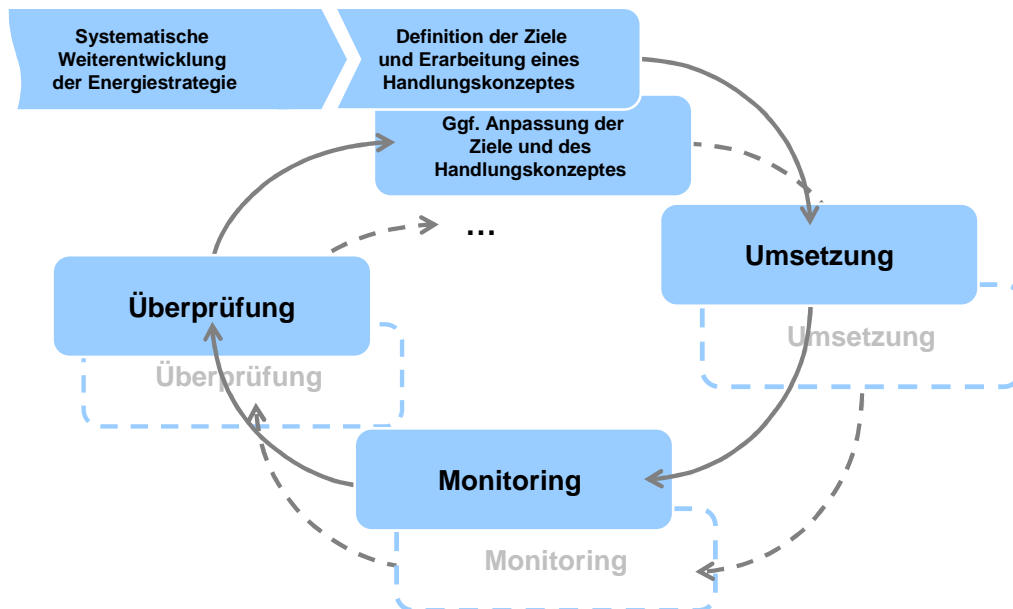 Systematische
Weiterentwicklung
der Energiestrategie
Definition der Ziele
und Erarbeitung eines
Handlungskonzeptes
Ggf. Anpassung der
Ziele und des
Handlungskonzeptes
...
Umsetzung
Umsetzung
Überprüfung
Überprüfung
Monitoring
Monitoring